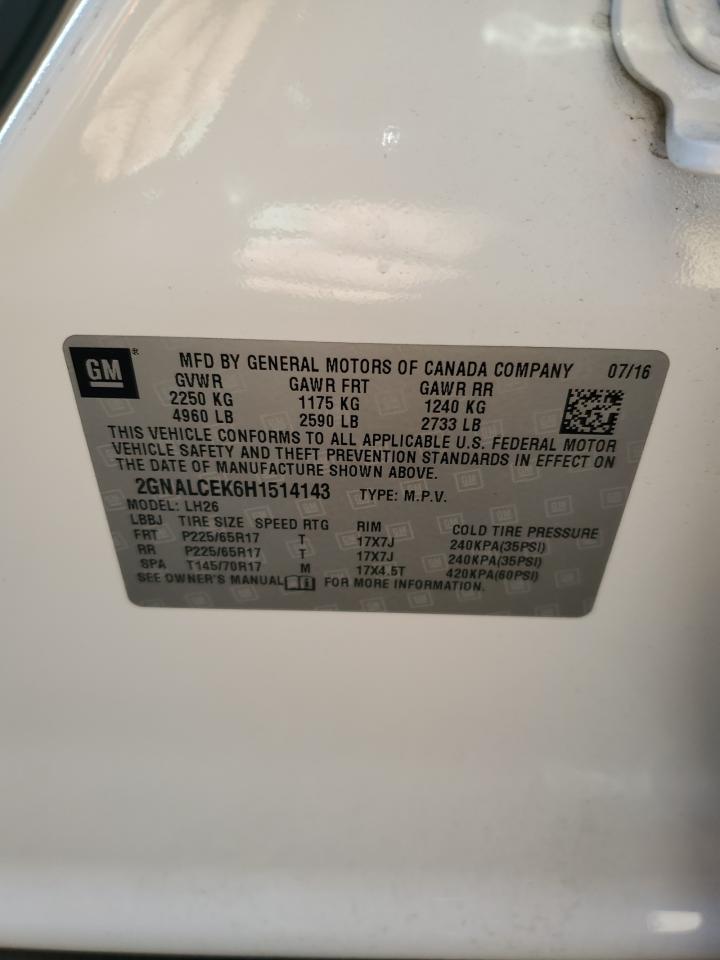 GM ® MFD BY GENERAL MOTORS OF CANADA COMPANY 07/16
GVWR GAWR FRT GAWR RR
2250 KG 1175 KG 1240 KG
4960 LB 2590 LB 2733 LB
THIS VEHICLE CONFORMS TO ALL APPLICABLE U.S. FEDERAL MOTOR
VEHICLE SAFETY AND THEFT PREVENTION STANDARDS IN EFFECT ON
THE DATE OF MANUFACTURE SHOWN ABOVE.
2GNALCEK6H1514143 TYPE: M.P.V.
MODEL: LH26
LBBJ TIRE SIZE SPEED RTG RIM COLD TIRE PRESSURE
FRT P225/65R17 T 17X7J 240KPA(35PSI)
RR P225/65R17 T 17X7J 240KPA(35PSI)
SPA T145/70R17 M 17X4.5T 420KPA(60PSI)
SEE OWNER'S MANUAL FOR MORE INFORMATION.